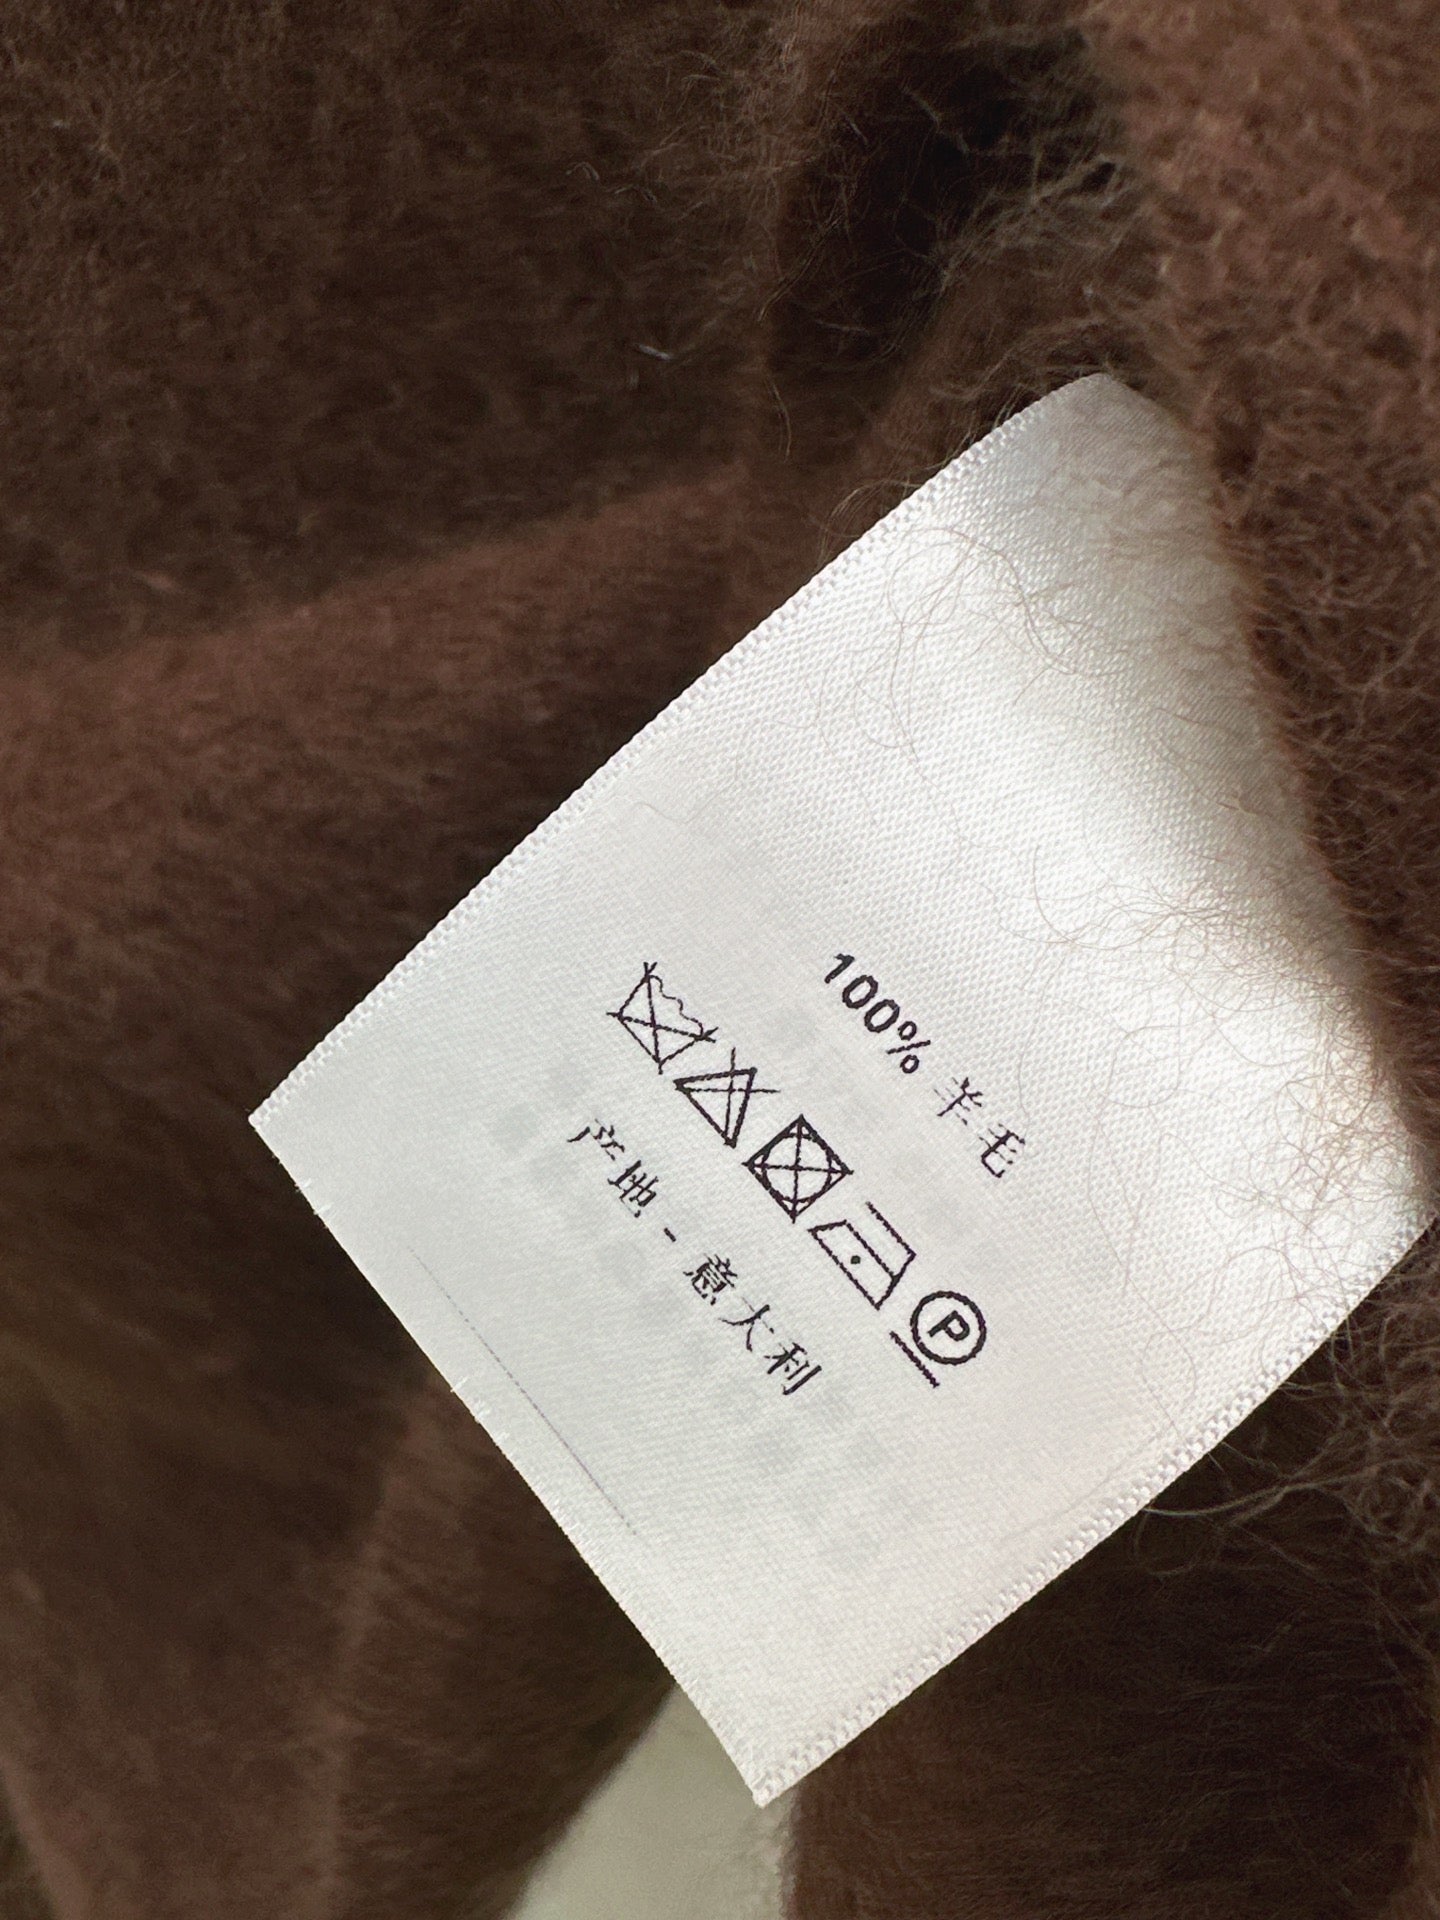 100% 羊毛
P
产地 - 意大利